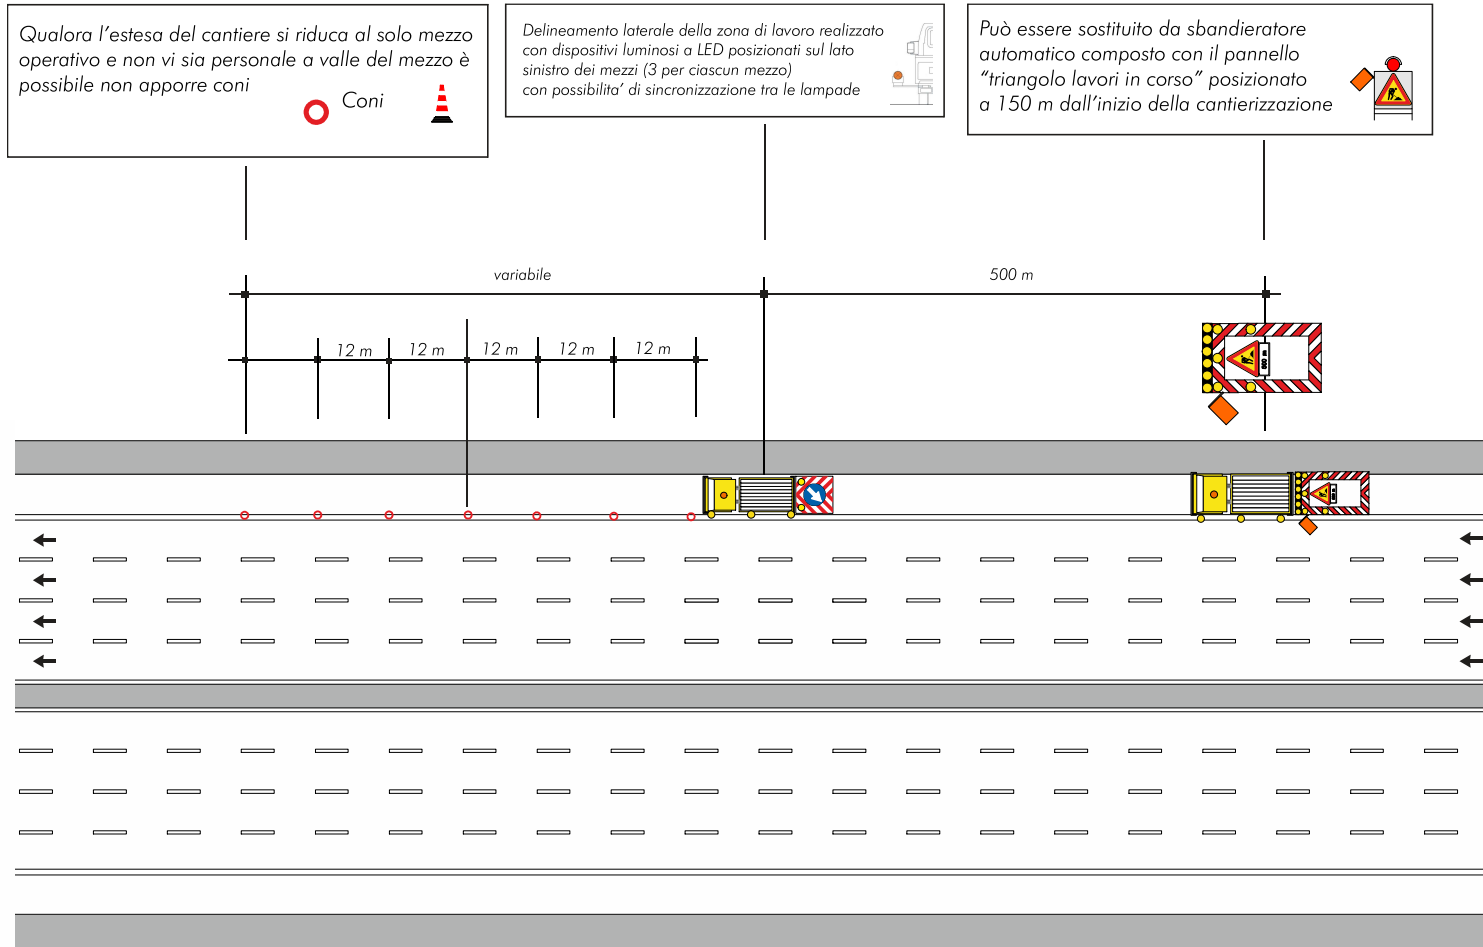 Qualora l'estesa del cantiere si riduca al solo mezzo
operativo e non vi sia personale a valle del mezzo è
possibile non apporre coni
Coni
Delineamento laterale della zona di lavoro realizzato
con dispositivi luminosi a LED posizionati sul lato
sinistro dei mezzi (3 per ciascun mezzo)
con possibilita' di sincronizzazione tra le lampade
Può essere sostituito da sbandieratore
automatico composto con il pannello
"triangolo lavori in corso" posizionato
a 150 m dall'inizio della cantierizzazione
variabile
500 m
12 m
12 m
12 m
12 m
12 m